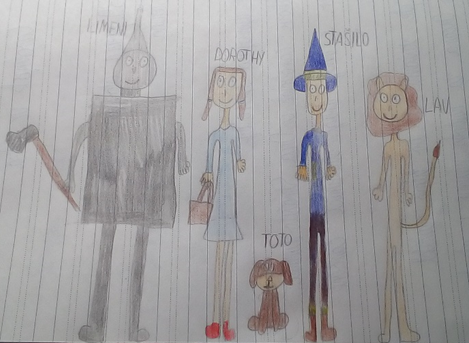 LIMENI
DOROTHY
STAŠILO
LAV
TOTO